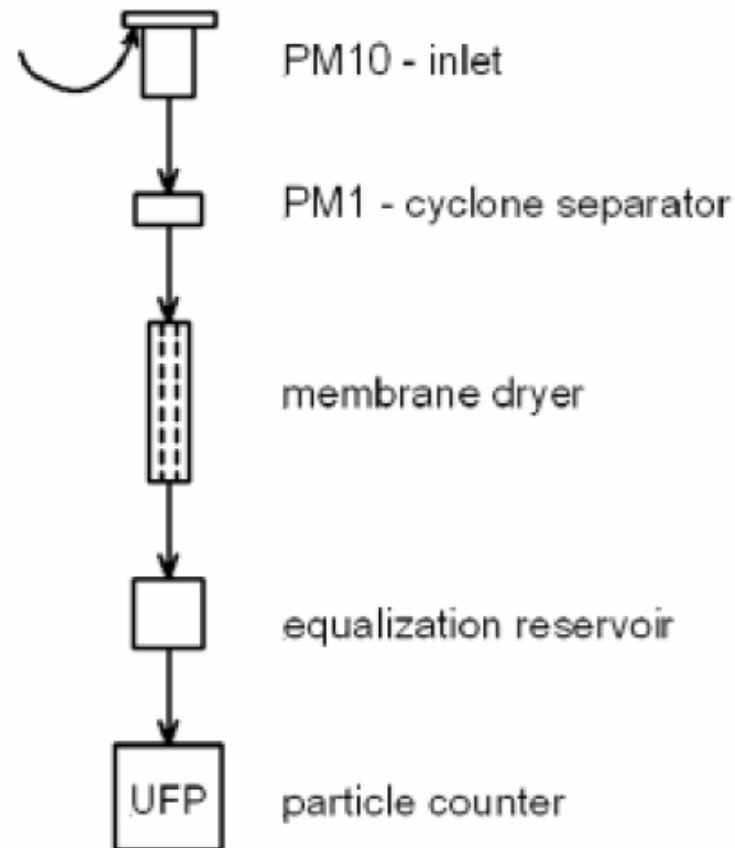 PM10 - inlet
PM1 - cyclone separator
membrane dryer
equalization reservoir
UFP particle counter